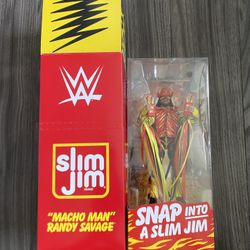 W
slim
Jim
"MACHO MAN"
RANDY SAVAGE
SNAP INTO
A SLIM JIM